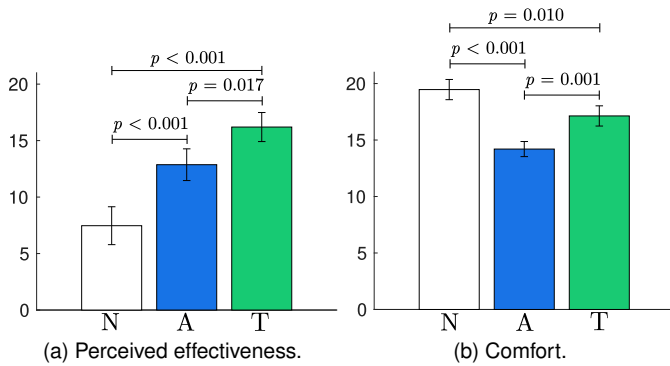 p < 0.001
p = 0.017
p < 0.001
20
15
10
5
0
N A T
(a) Perceived effectiveness.
p = 0.010
p < 0.001
p = 0.001
20
15
10
5
0
N A T
(b) Comfort.